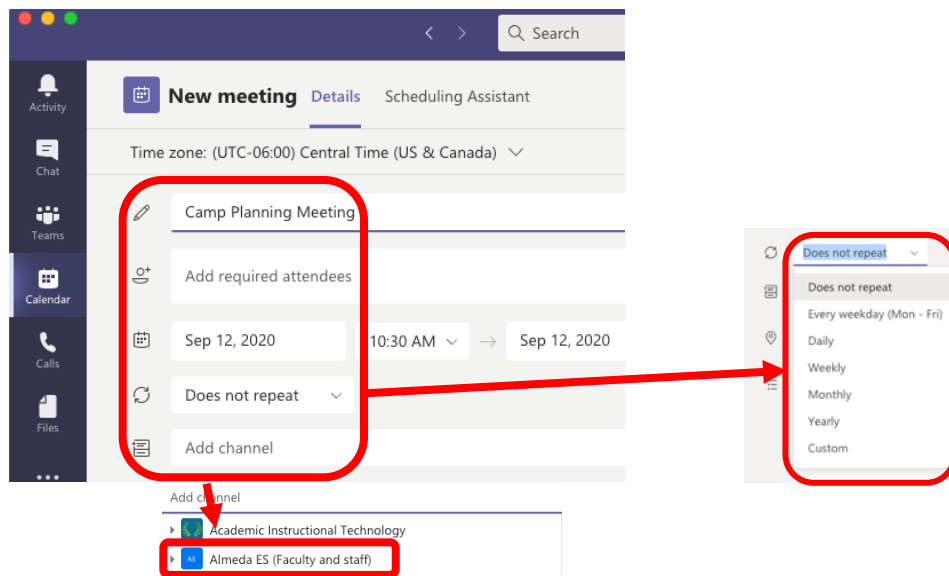 Search
Activity
New meeting Details Scheduling Assistant
Chat
Time zone: (UTC-06:00) Central Time (US & Canada)
Teams
Camp Planning Meeting
Calendar
Add required attendees
Calls
Sep 12, 2020 10:30 AM → Sep 12, 2020
Files
Does not repeat
Add channel
Does not repeat
Does not repeat
Every weekday (Mon - Fri)
Daily
Weekly
Monthly
Yearly
Custom
Add channel
Academic Instructional Technology
AE Almeda ES (Faculty and staff)